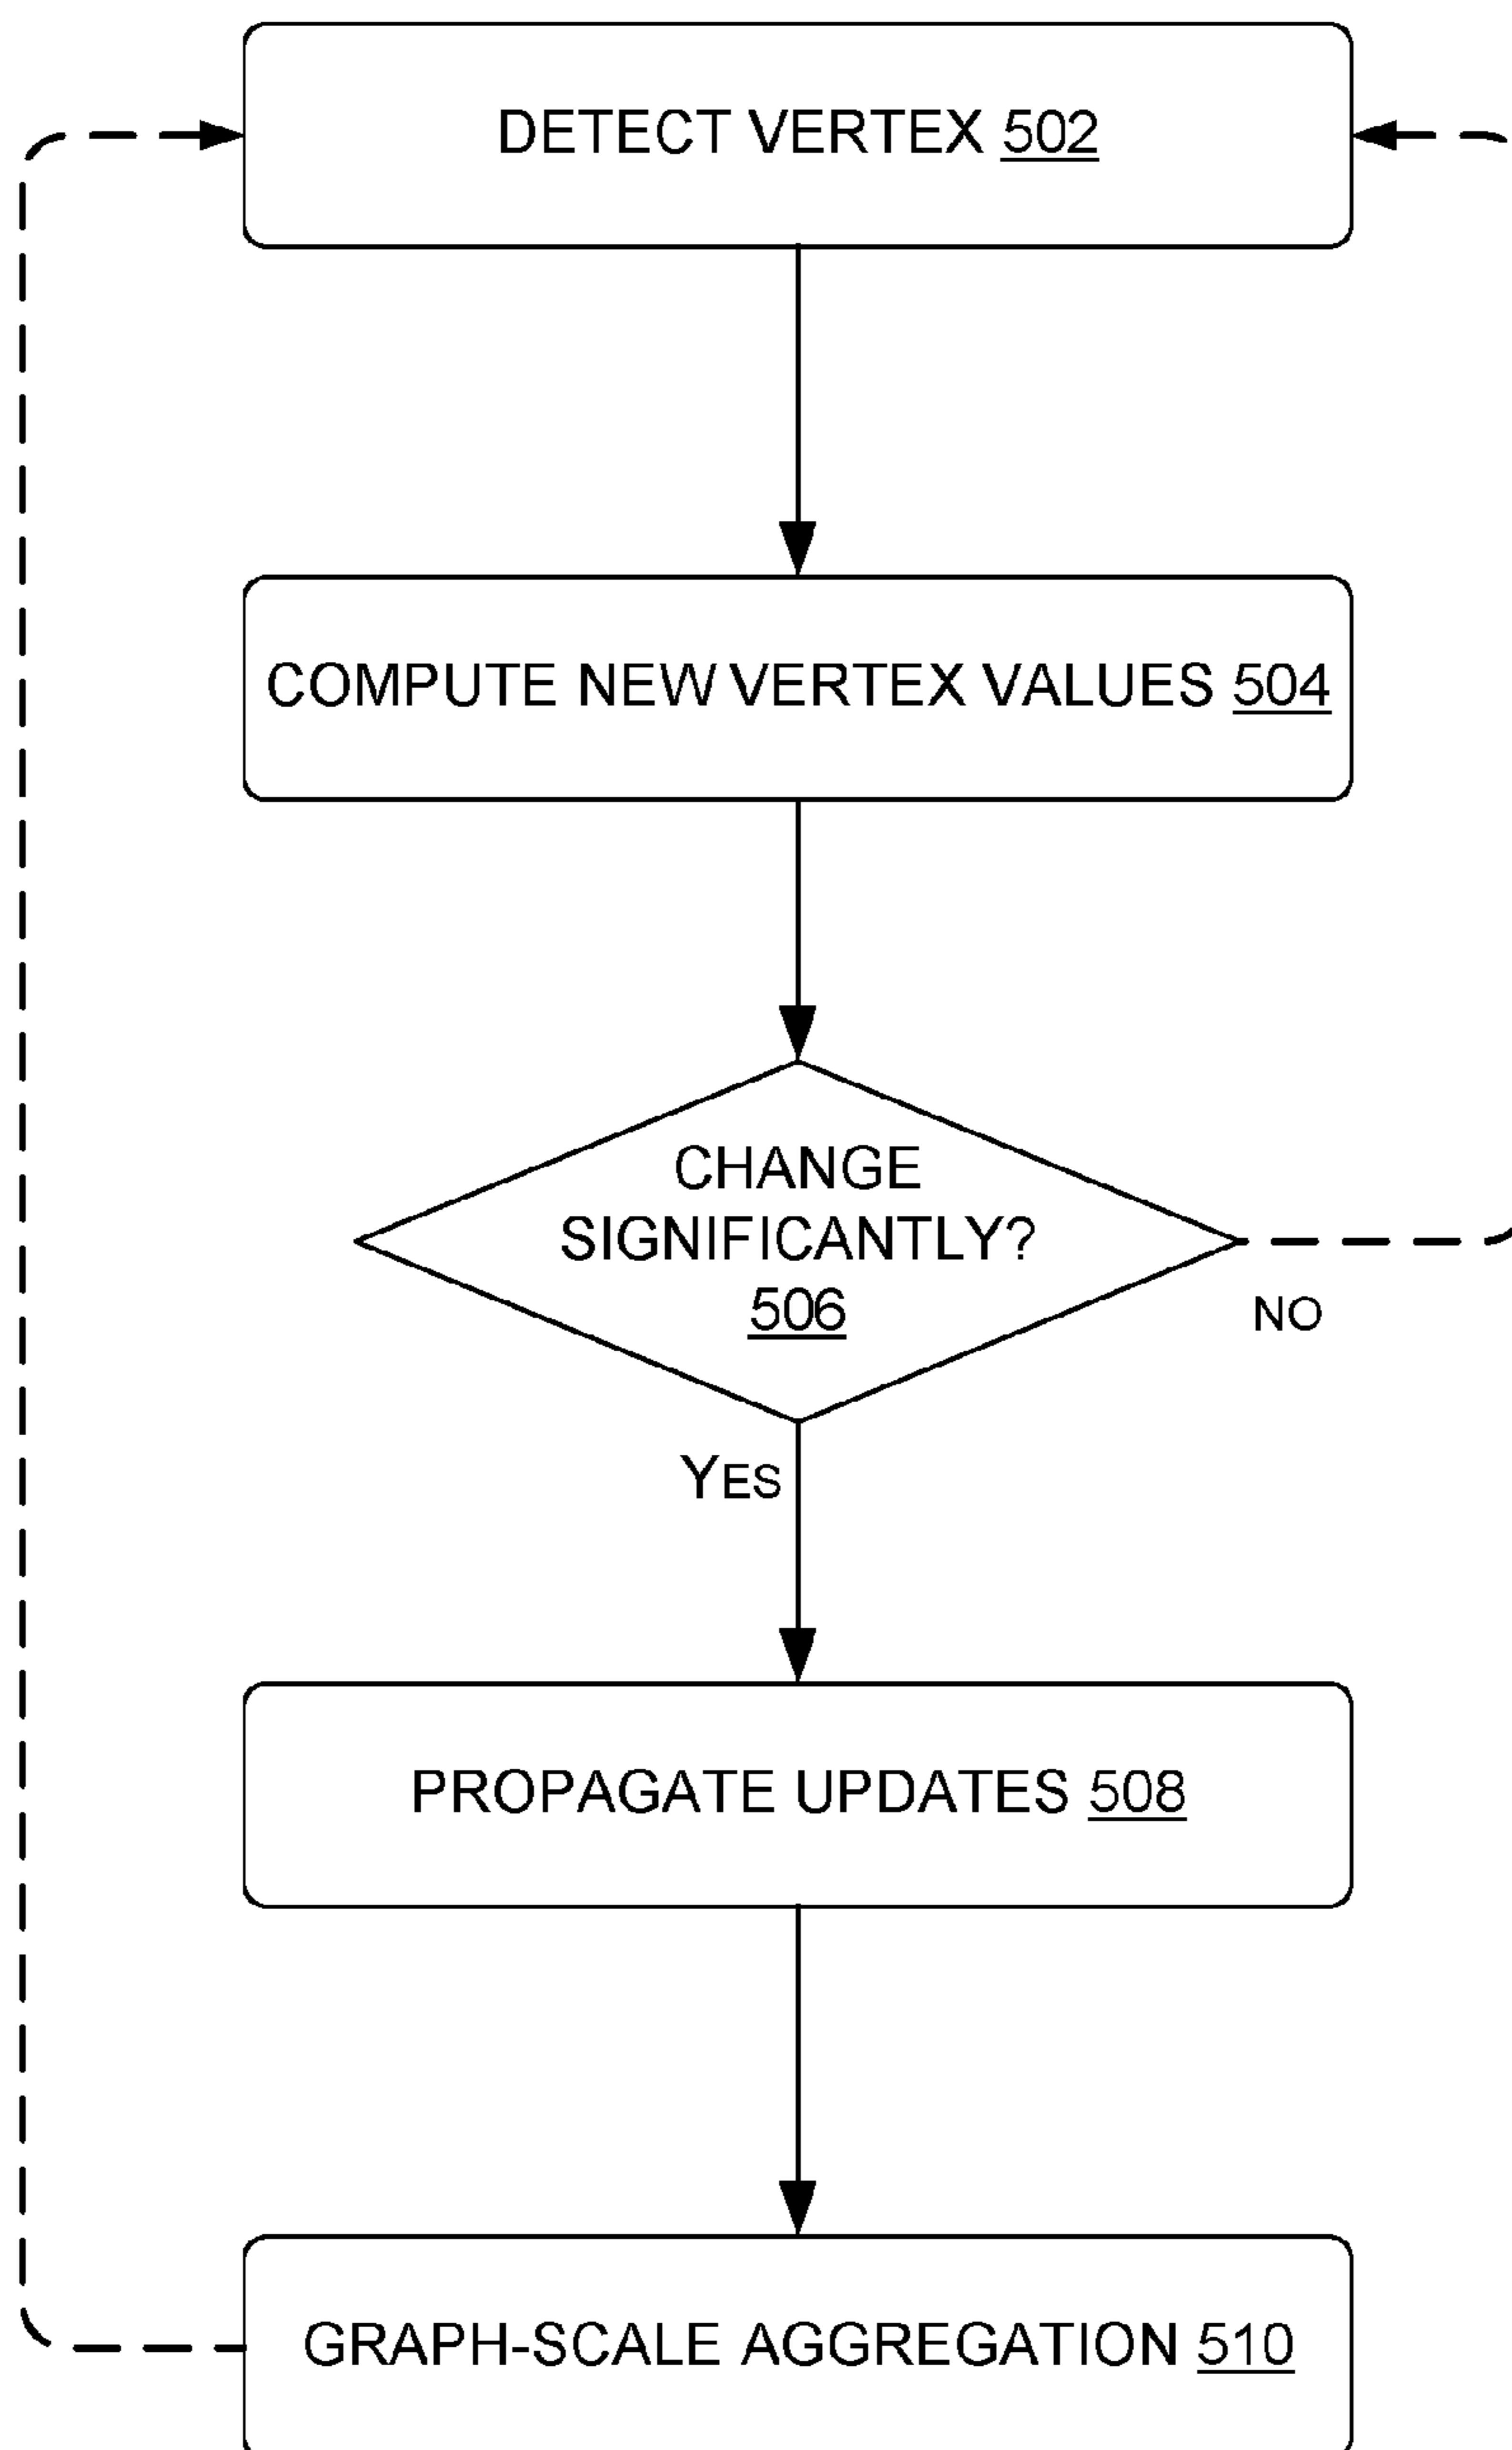 DETECT VERTEX 502
COMPUTE NEW VERTEX VALUES 504
CHANGE
SIGNIFICANTLY?
506
NO
YES
PROPAGATE UPDATES 508
GRAPH-SCALE AGGREGATION 510